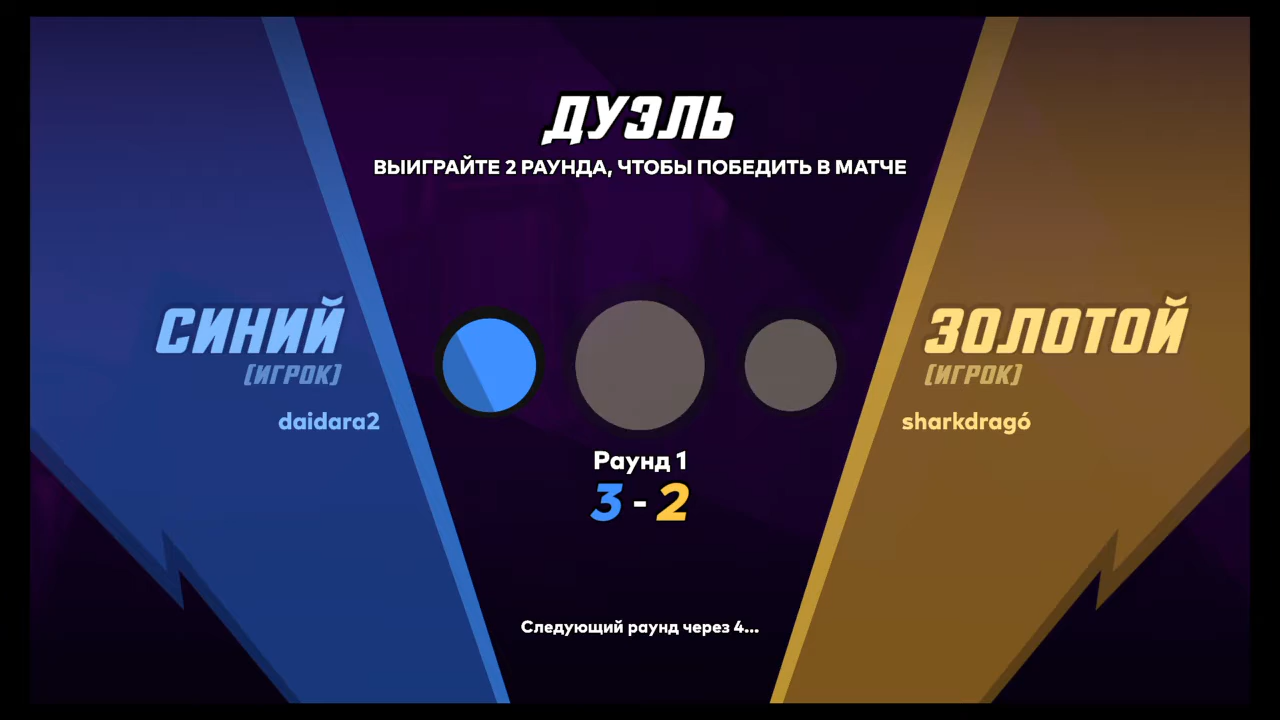 ДУЭЛЬ
ВЫИГРАЙТЕ 2 РАУНДА, ЧТОБЫ ПОБЕДИТЬ В МАТЧЕ
СИНИЙ
[ИГРОК]
daidara2
ЗОЛОТОЙ
[ИГРОК]
sharkdragó
Раунд 1
3 - 2
Следующий раунд через 4...